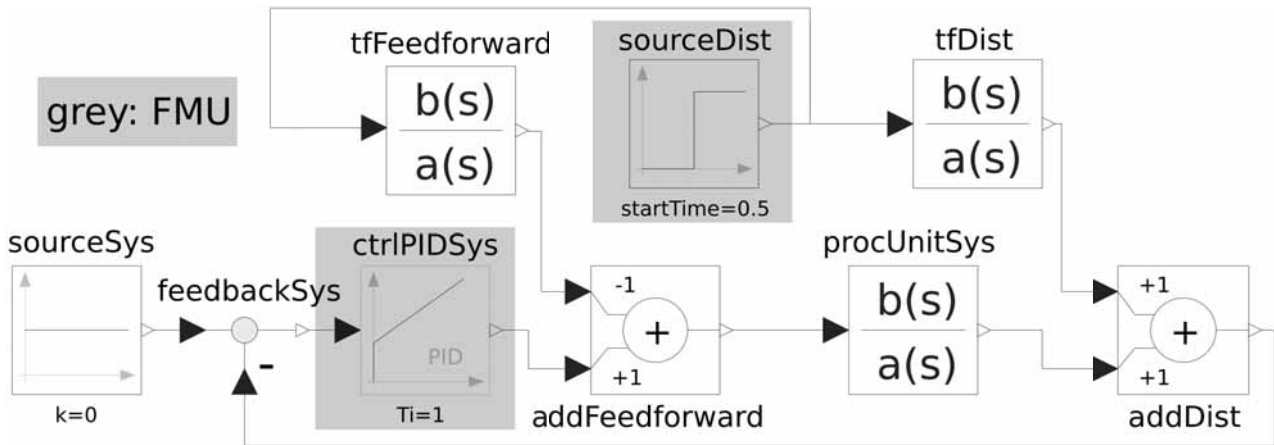 tfFeedforward
sourceDist
tfDist
grey: FMU
b(s)
a(s)
b(s)
a(s)
startTime=0.5
sourceSys
ctrlPIDSys
procUnitSys
feedbackSys
-1
+
+1
b(s)
a(s)
+1
+
+1
-
PID
k=0
Ti=1
addFeedforward
addDist